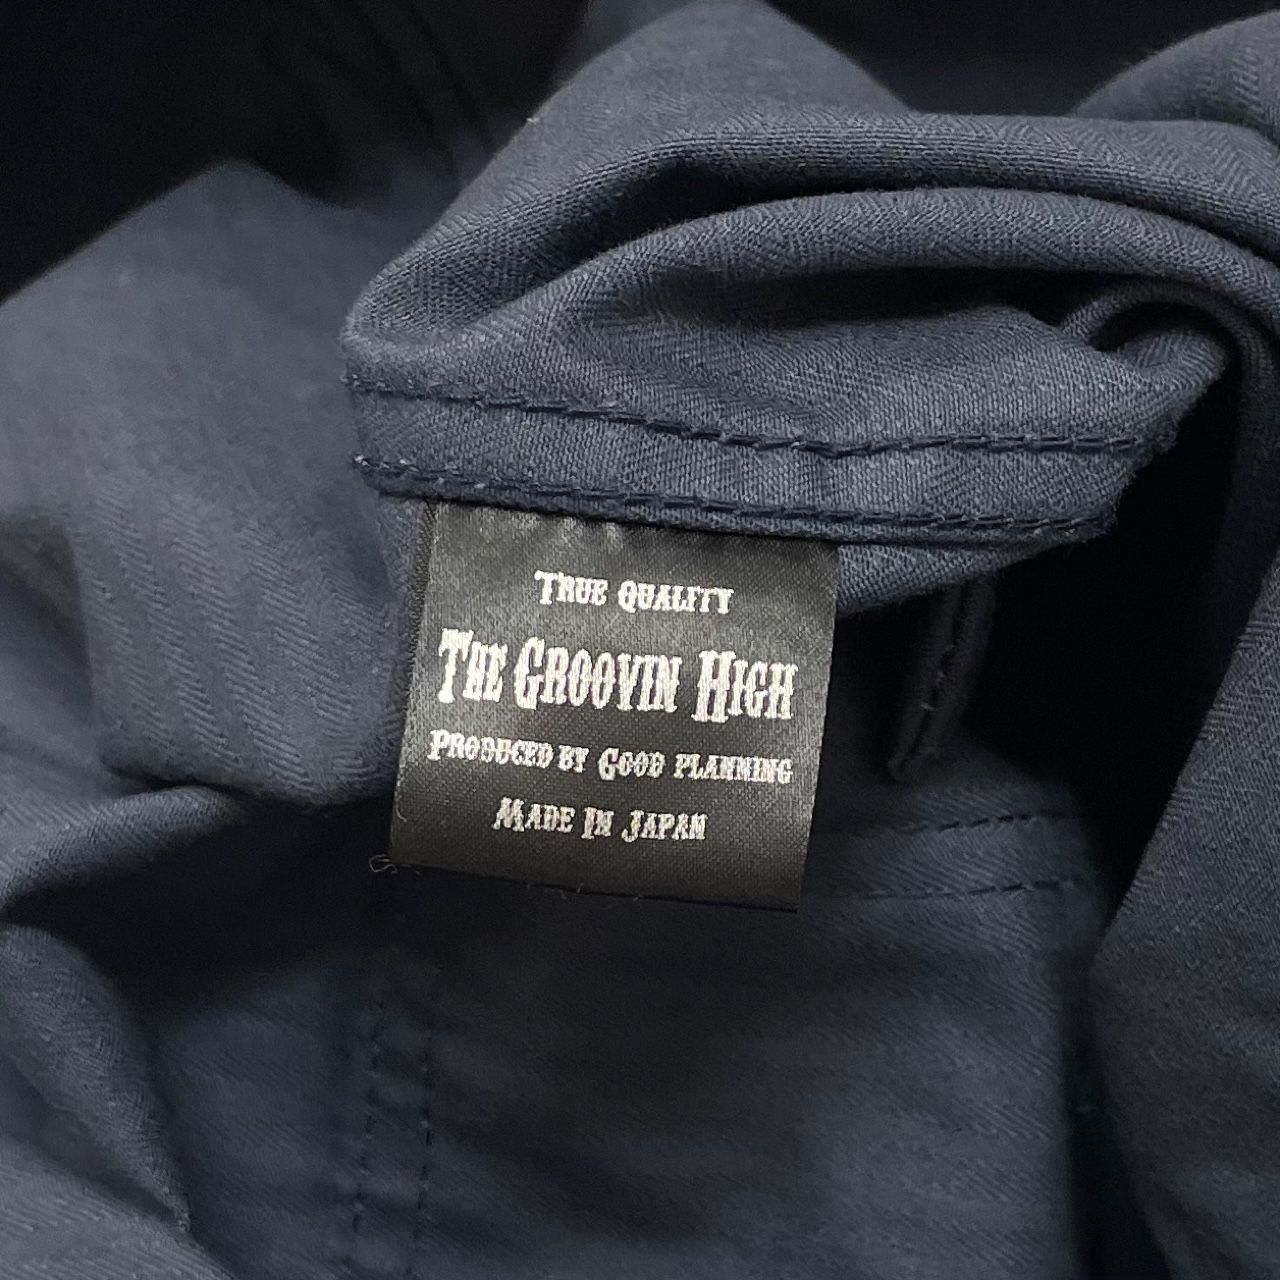 True Quality
The Groovin High
Produced by Good planning
Made In Japan